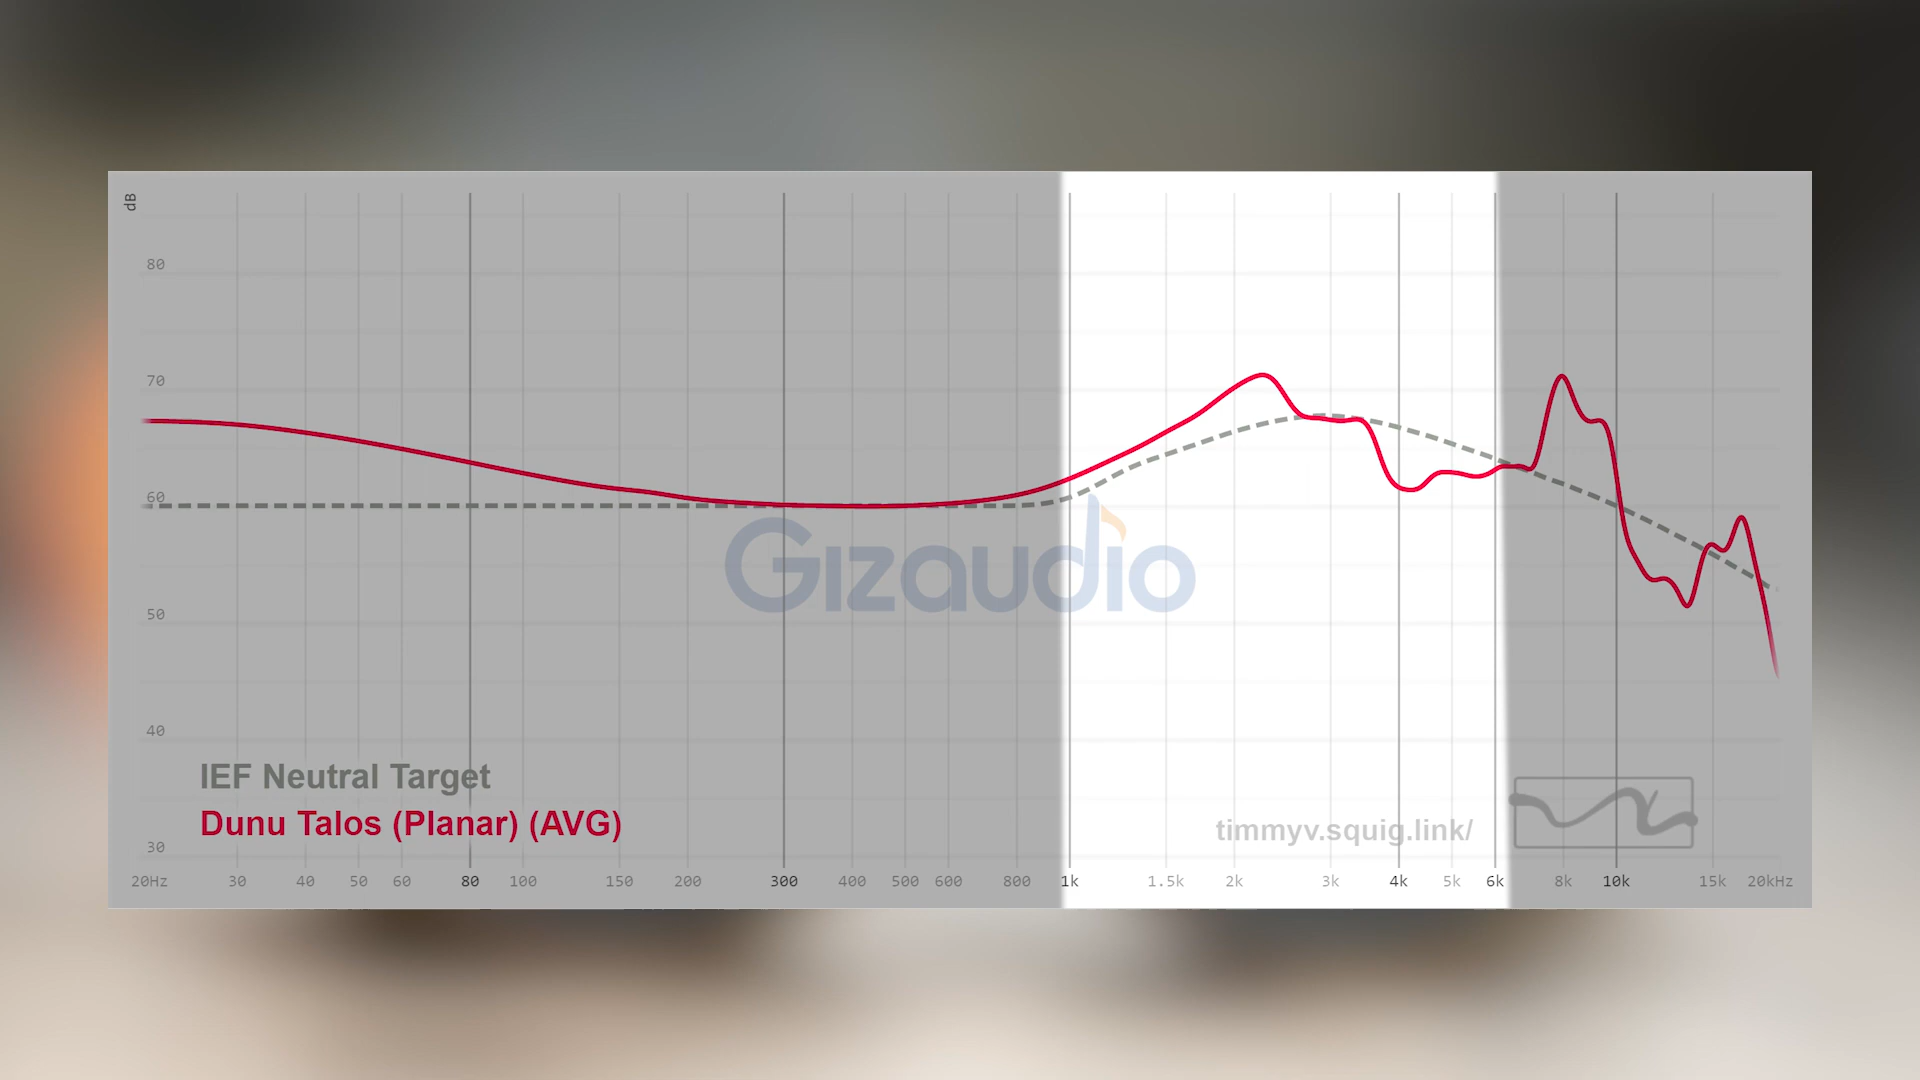 dB
80
70
60
50
40
30
Gizaudio
IEF Neutral Target
Dunu Talos (Planar) (AVG)
timmyv.squig.link/
20Hz 30 40 50 60 80 100 150 200 300 400 500 600 800 1k 1.5k 2k 3k 4k 5k 6k 8k 10k 15k 20kHz